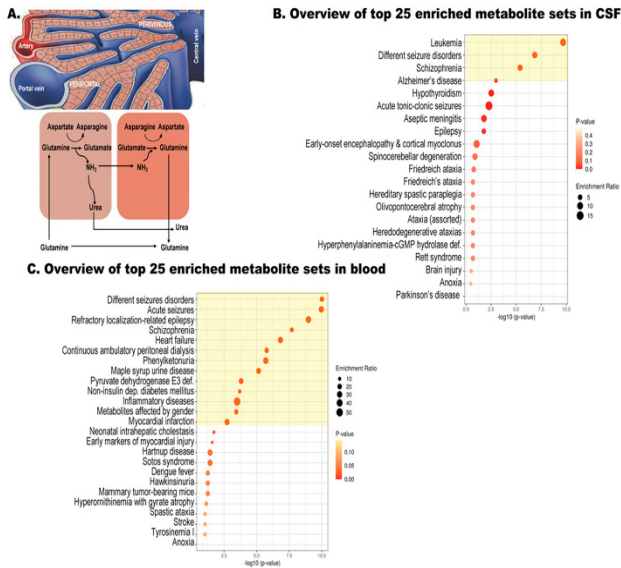 A.
PERIVENOUS
Artery
Central vein
Portal vein
PERIPORTAL
Aspartate Asparagine
Glutamine Glutamate
NH3
Urea
Glutamine
Asparagine Aspartate
Glutamate Glutamine
NH3
Urea
Glutamine
B. Overview of top 25 enriched metabolite sets in CSF
Leukemia
Different seizure disorders
Schizophrenia
Alzheimer's disease
Hypothyroidism
Acute tonic-clonic seizures
Aseptic meningitis
Epilepsy
Early-onset encephalopathy & cortical myoclonus
Spinocerebellar degeneration
Friedreich ataxia
Friedreich's ataxia
Hereditary spastic paraplegia
Olivopontocerebral atrophy
Ataxia (assorted)
Heredodegenerative ataxias
Hyperphenylalaninemia-cGMP hydrolase def.
Rett syndrome
Brain injury
Anoxia
Parkinson's disease
0.0 2.5 5.0 7.5 10.0
-log10 (p-value)
P-value
0.4
0.3
0.2
0.1
0.0
Enrichment Ratio
5
10
15
C. Overview of top 25 enriched metabolite sets in blood
Different seizures disorders
Acute seizures
Refractory localization-related epilepsy
Schizophrenia
Heart failure
Continuous ambulatory peritoneal dialysis
Phenylketonuria
Maple syrup urine disease
Pyruvate dehydrogenase E3 def.
Non-insulin dep. diabetes mellitus
Inflammatory diseases
Metabolites affected by gender
Myocardial infarction
Neonatal intrahepatic cholestasis
Early markers of myocardial injury
Hartnup disease
Sotos syndrome
Dengue fever
Hawkinsinuria
Mammary tumor-bearing mice
Hyperornithinemia with gyrate atrophy
Spastic ataxia
Stroke
Tyrosinemia I
Anoxia
2.5 5.0 7.5 10.0
-log10 (p-value)
Enrichment Ratio
10
20
30
40
50
P-value
0.10
0.05
0.00